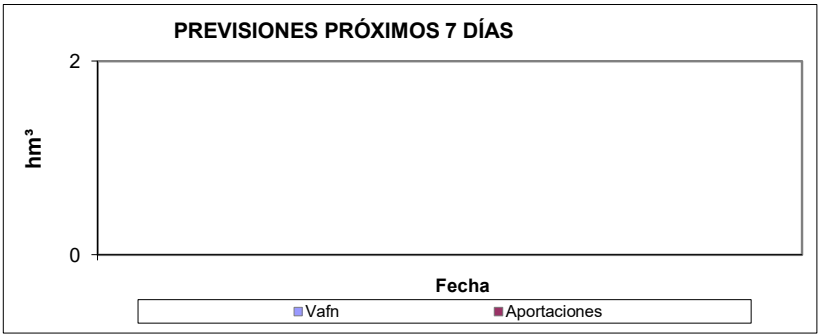 PREVISIONES PRÓXIMOS 7 DÍAS
2
hm³
0
Fecha
Vafn Aportaciones